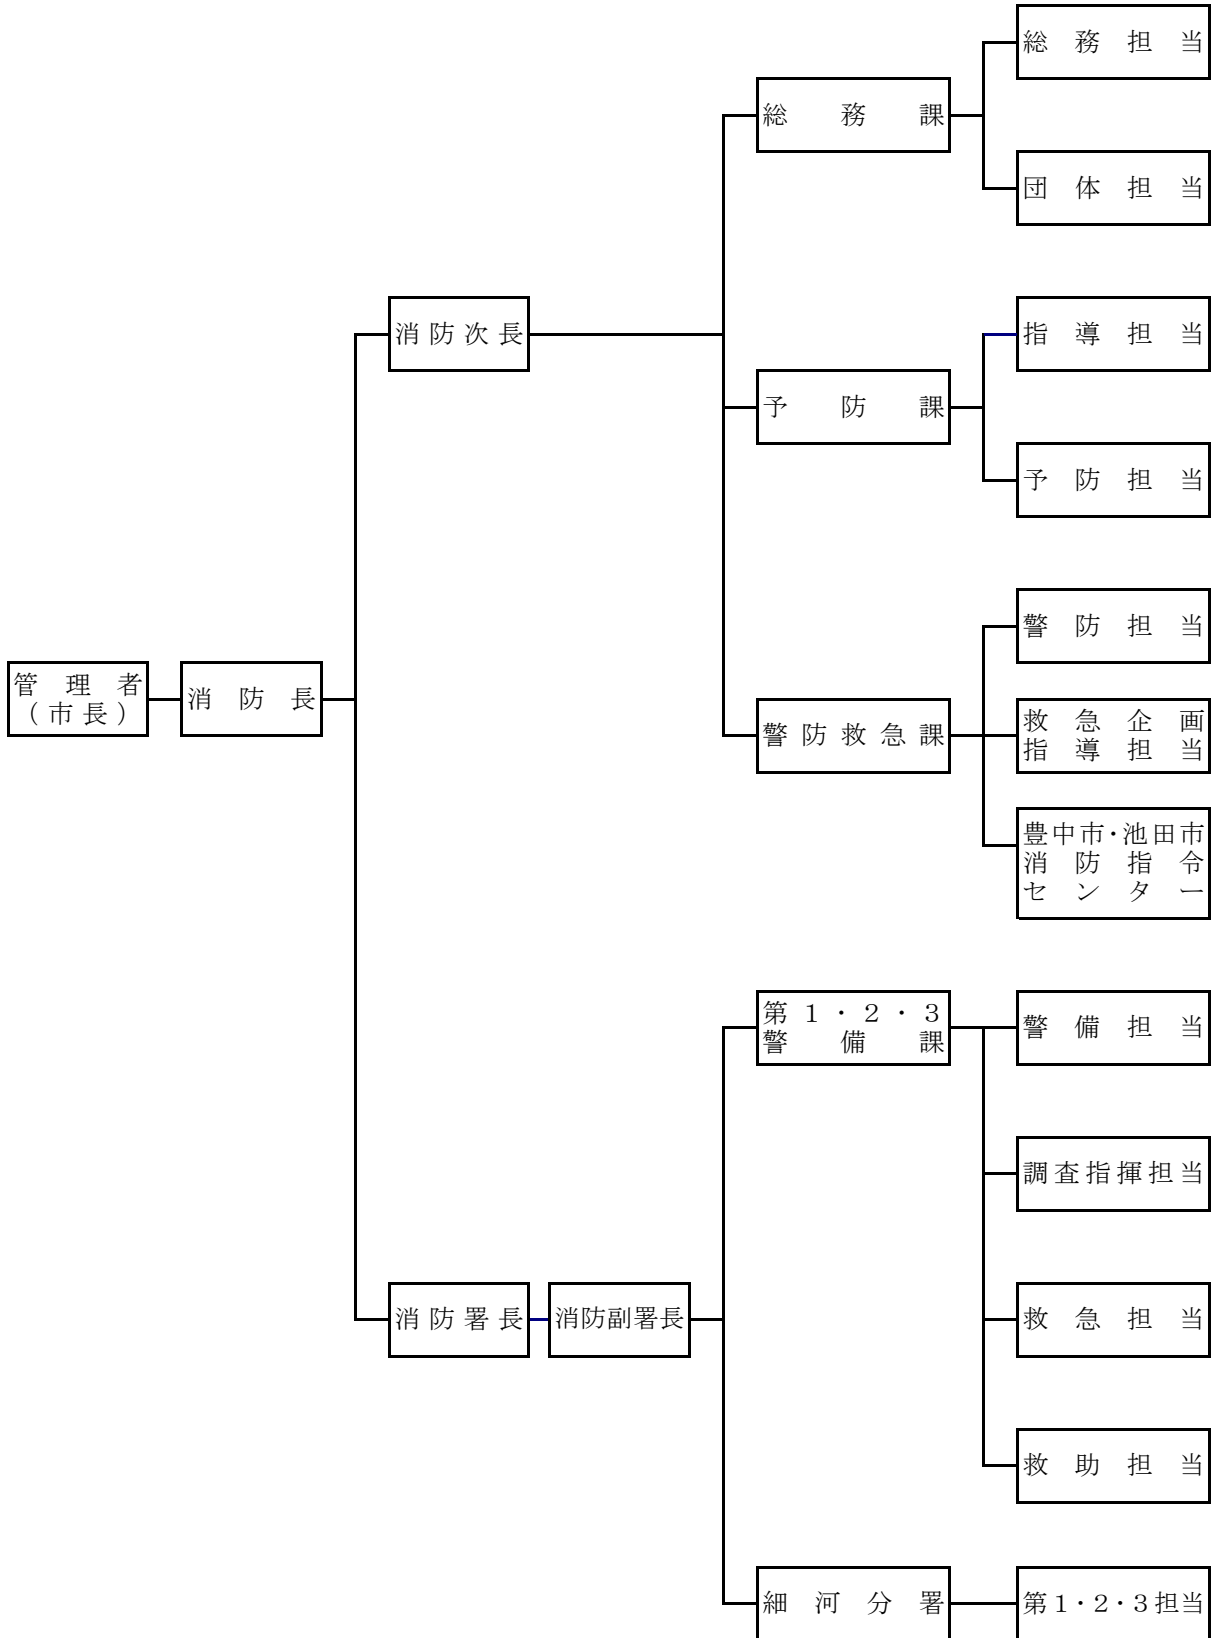 総務担当
総務課
団体担当
消防次長
指導担当
予防課
予防担当
警防担当
管理者
（市長）
消防長
警防救急課
救急企画
指導担当
豊中市・池田市
消防指令
センター
第１・２・３
警備課
警備担当
調査指揮担当
消防署長
消防副署長
救急担当
救助担当
細河分署
第１・２・３担当